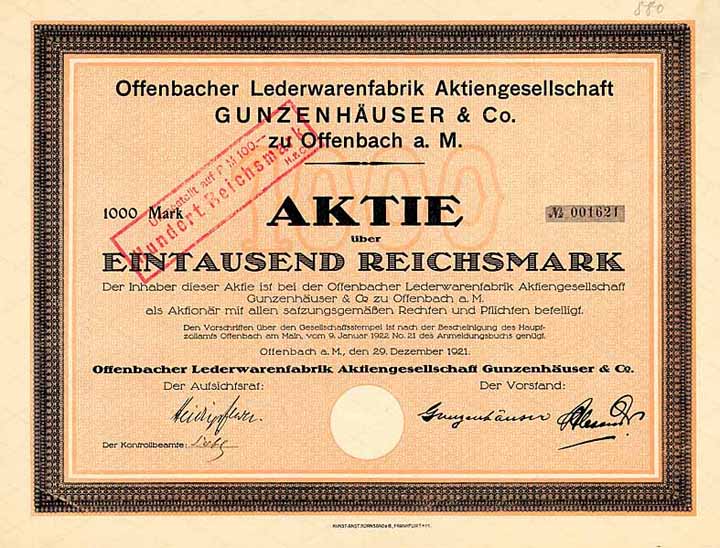 880
Offenbacher Lederwarenfabrik Aktiengesellschaft
GUNZENHÄUSER & Co.
zu Offenbach a. M.
auf P M 100.—
Hundert Reichsmark
1000 Mark
1000
AKTIE
№ 001621
über
EINTAUSEND REICHSMARK
Der Inhaber dieser Aktie ist bei der Offenbacher Lederwarenfabrik Aktiengesellschaft
Gunzenhäuser & Co zu Offenbach a. M.
als Aktionär mit allen satzungsgemäßen Rechten und Pflichten beteiligt.
Den Vorschriften über den Gesellschaftsstempel ist nach der Bescheinigung des Haupt-
zollamts Offenbach am Main, vom 9. Januar 1922 No. 21 des Anmeldungsbuchs genügt.
Offenbach a. M., den 29. Dezember 1921.
Offenbacher Lederwarenfabrik Aktiengesellschaft Gunzenhäuser & Co.
Der Aufsichtsrat:
Der Vorstand:
Gunzenhäuser
Der Kontrollbeamte: